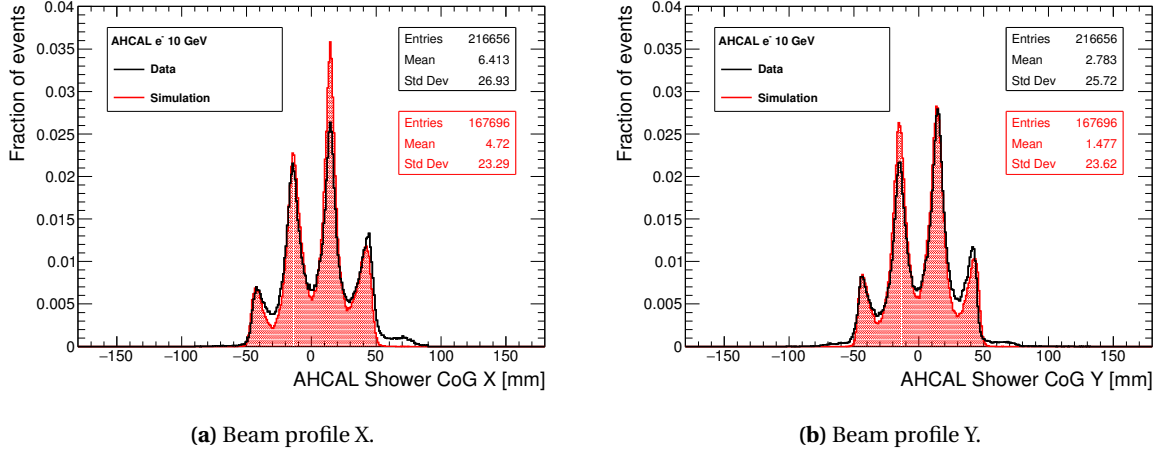 Fraction of events
0.04
0.035
0.03
0.025
0.02
0.015
0.01
0.005
0
AHCAL e⁻ 10 GeV
Data
Simulation
Entries 216656
Mean 6.413
Std Dev 26.93
Entries 167696
Mean 4.72
Std Dev 23.29
−150 −100 −50 0 50 100 150
AHCAL Shower CoG X [mm]
(a) Beam profile X.
Fraction of events
0.04
0.035
0.03
0.025
0.02
0.015
0.01
0.005
0
AHCAL e⁻ 10 GeV
Data
Simulation
Entries 216656
Mean 2.783
Std Dev 25.72
Entries 167696
Mean 1.477
Std Dev 23.62
−150 −100 −50 0 50 100 150
AHCAL Shower CoG Y [mm]
(b) Beam profile Y.